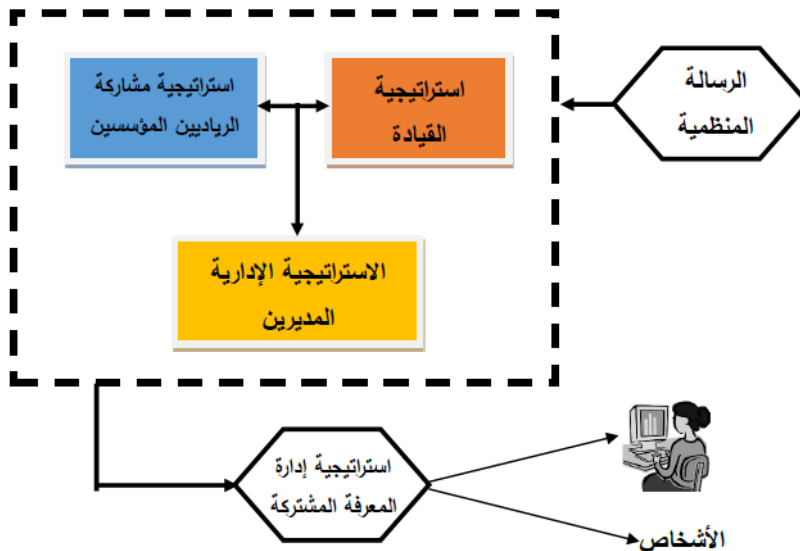 الرسالة
المنظمية
استراتيجية
القيادة
استراتيجية مشاركة
الرياديين المؤسسين
الاستراتيجية الإدارية
المديرين
استراتيجية إدارة
المعرفة المشتركة
الأشخاص